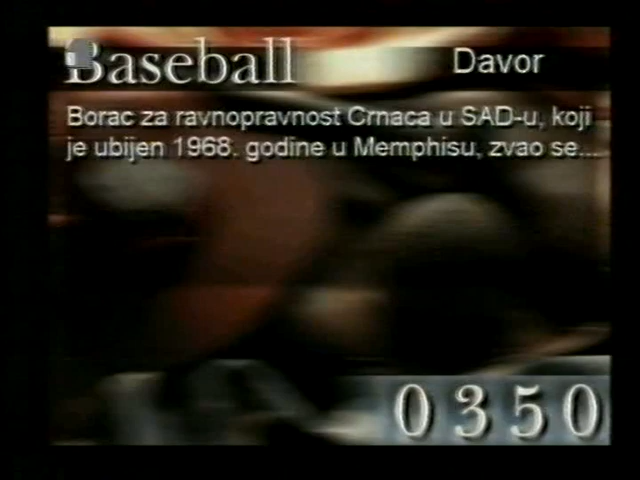 Baseball
Davor
Borac za ravnopravnost Crnaca u SAD-u, koji
je ubijen 1968. godine u Memphisu, zvao se...
0350